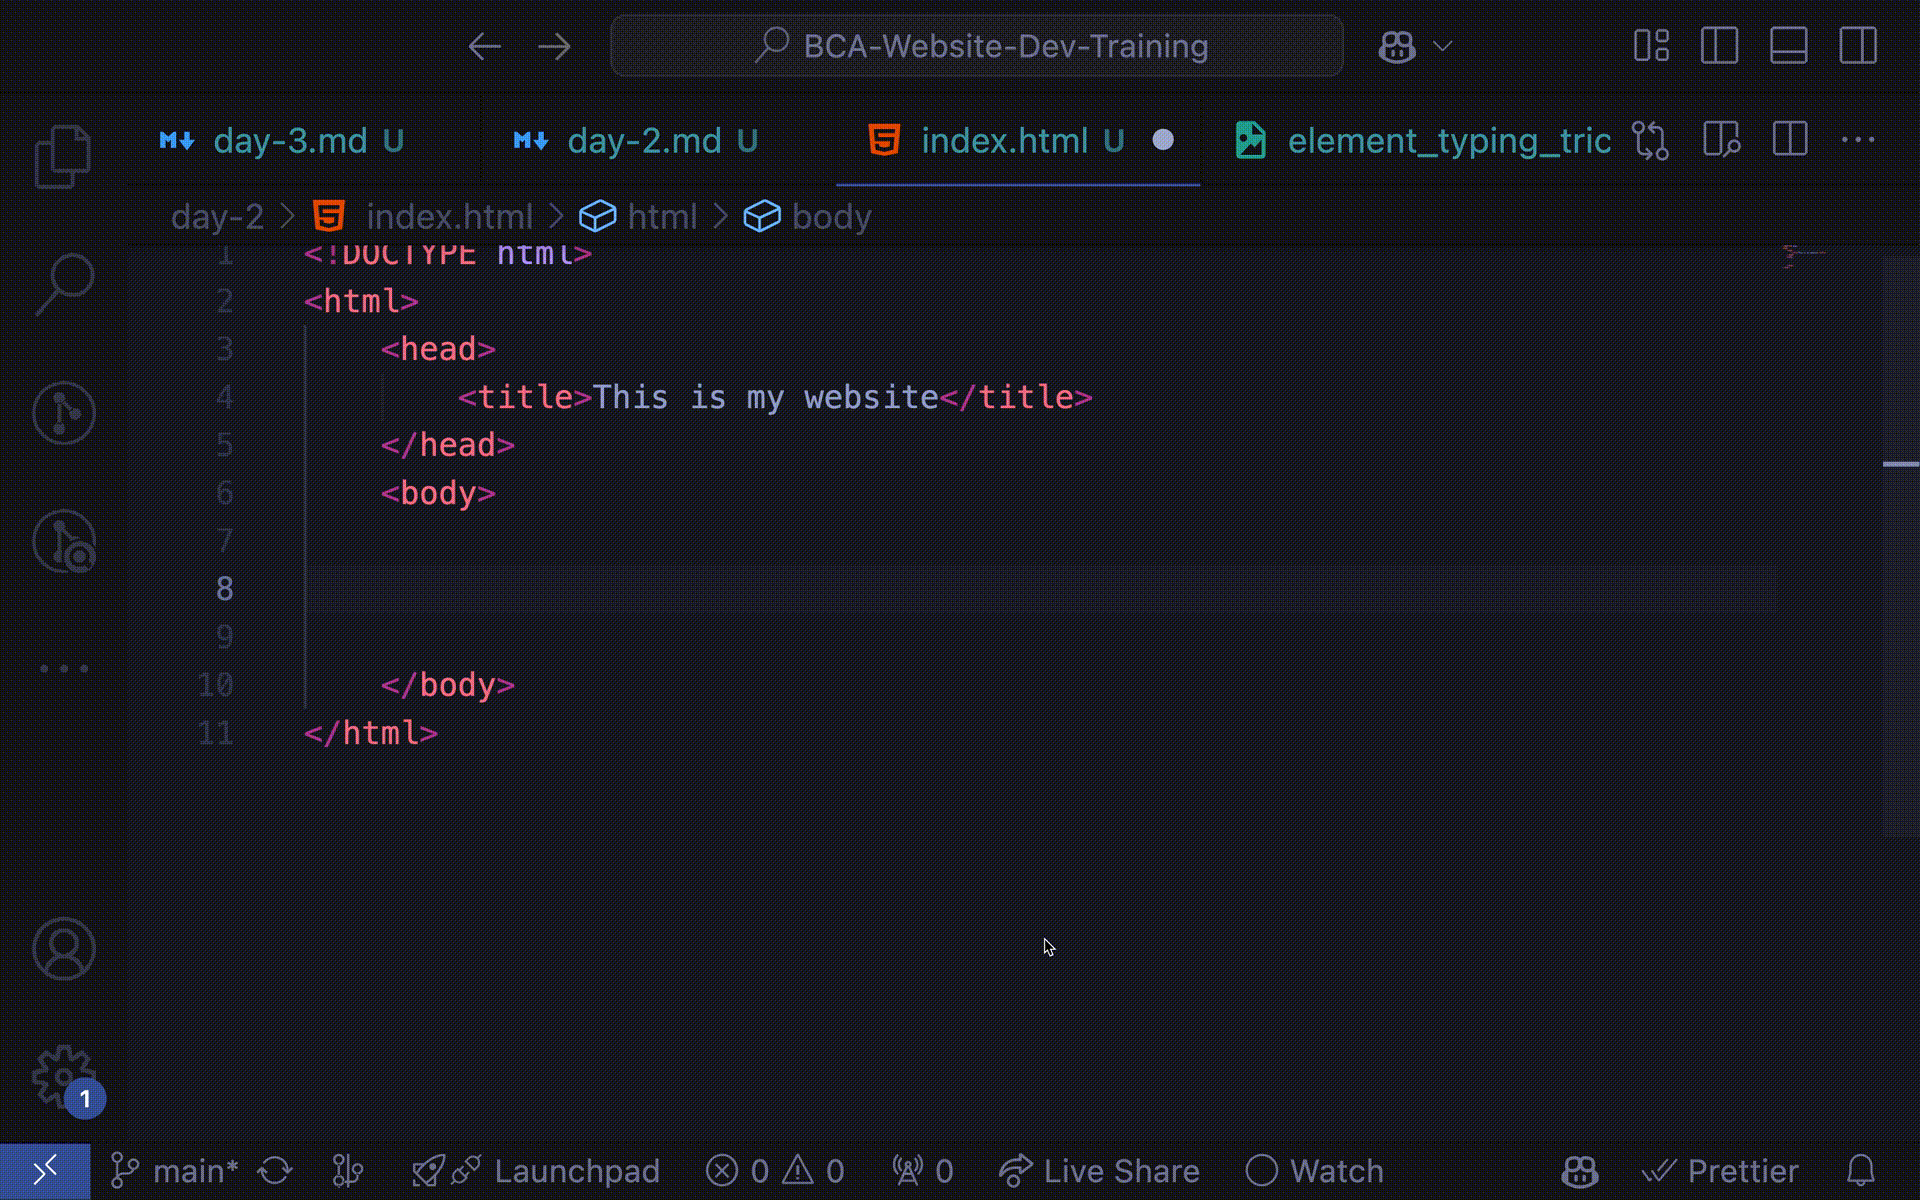 BCA-Website-Dev-Training
day-3.md U
day-2.md U
index.html U
element_typing_tric
day-2 > index.html > html > body
1 <!DOCTYPE html>
2 <html>
3 <head>
4 <title>This is my website</title>
5 </head>
6 <body>
7
8
9
10 </body>
11 </html>
1
main* Launchpad 0 0 0 Live Share Watch Prettier